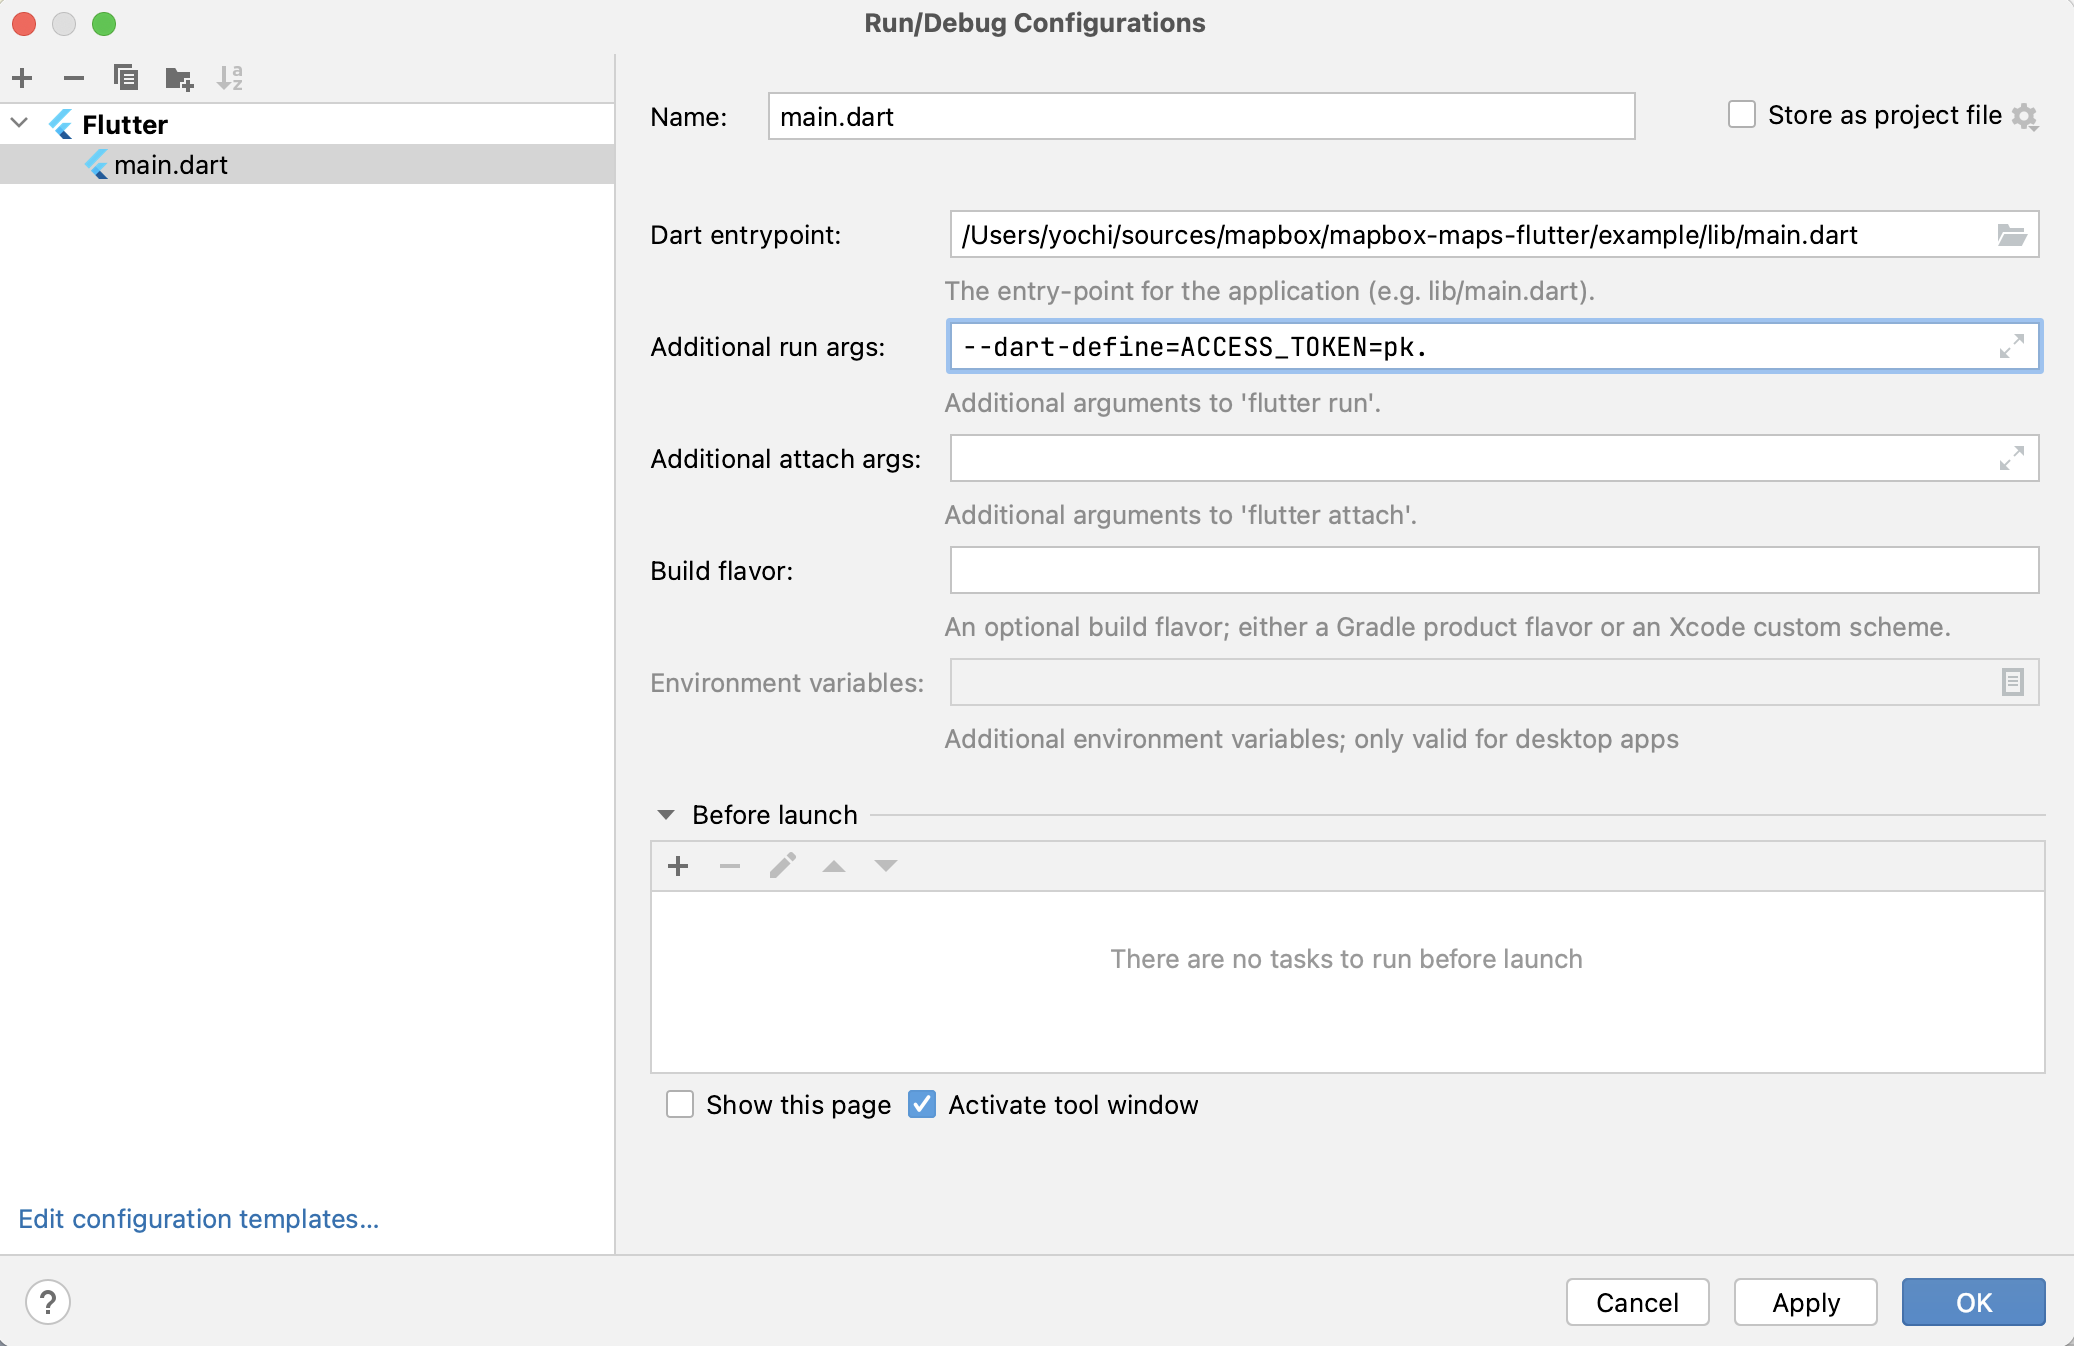 Run/Debug Configurations
Flutter
main.dart
Edit configuration templates...
Name: main.dart
Store as project file
Dart entrypoint: /Users/yochi/sources/mapbox/mapbox-maps-flutter/example/lib/main.dart
The entry-point for the application (e.g. lib/main.dart).
Additional run args: --dart-define=ACCESS_TOKEN=pk.
Additional arguments to 'flutter run'.
Additional attach args:
Additional arguments to 'flutter attach'.
Build flavor:
An optional build flavor; either a Gradle product flavor or an Xcode custom scheme.
Environment variables:
Additional environment variables; only valid for desktop apps
Before launch
There are no tasks to run before launch
Show this page Activate tool window
? Cancel Apply OK